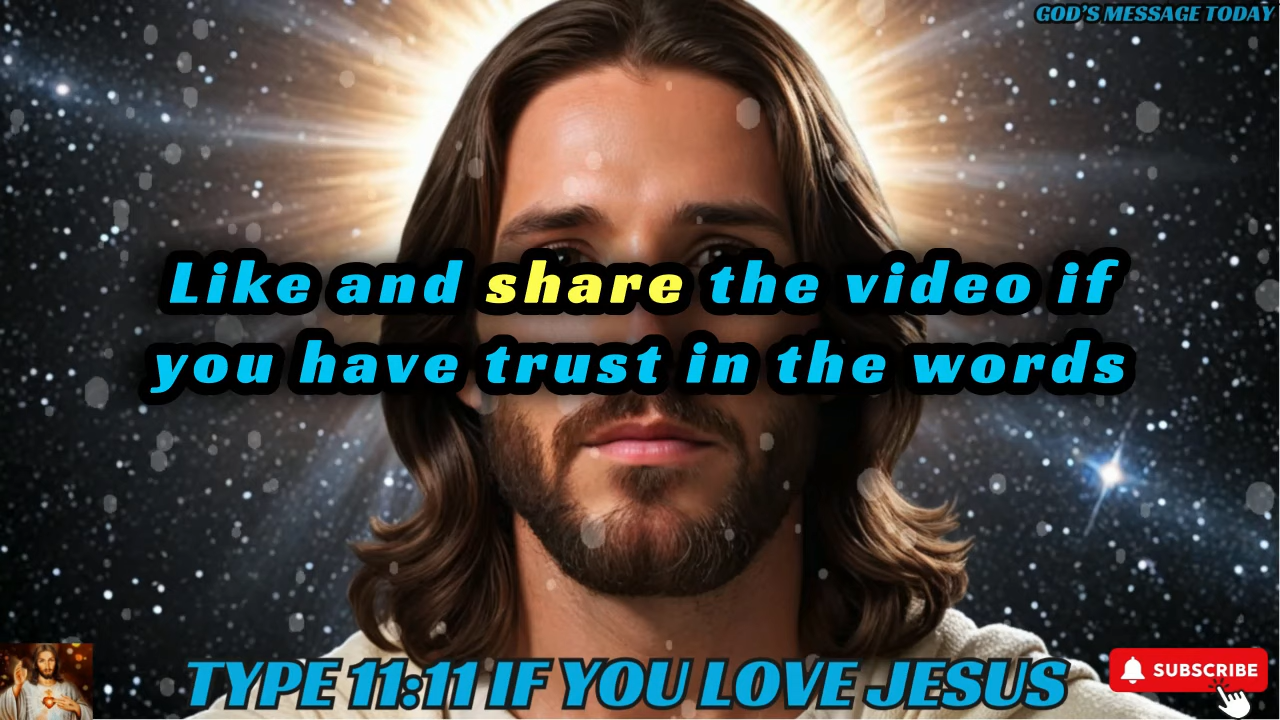 GOD'S MESSAGE TODAY
Like and share the video if
you have trust in the words
TYPE 11:11 IF YOU LOVE JESUS
SUBSCRIBE